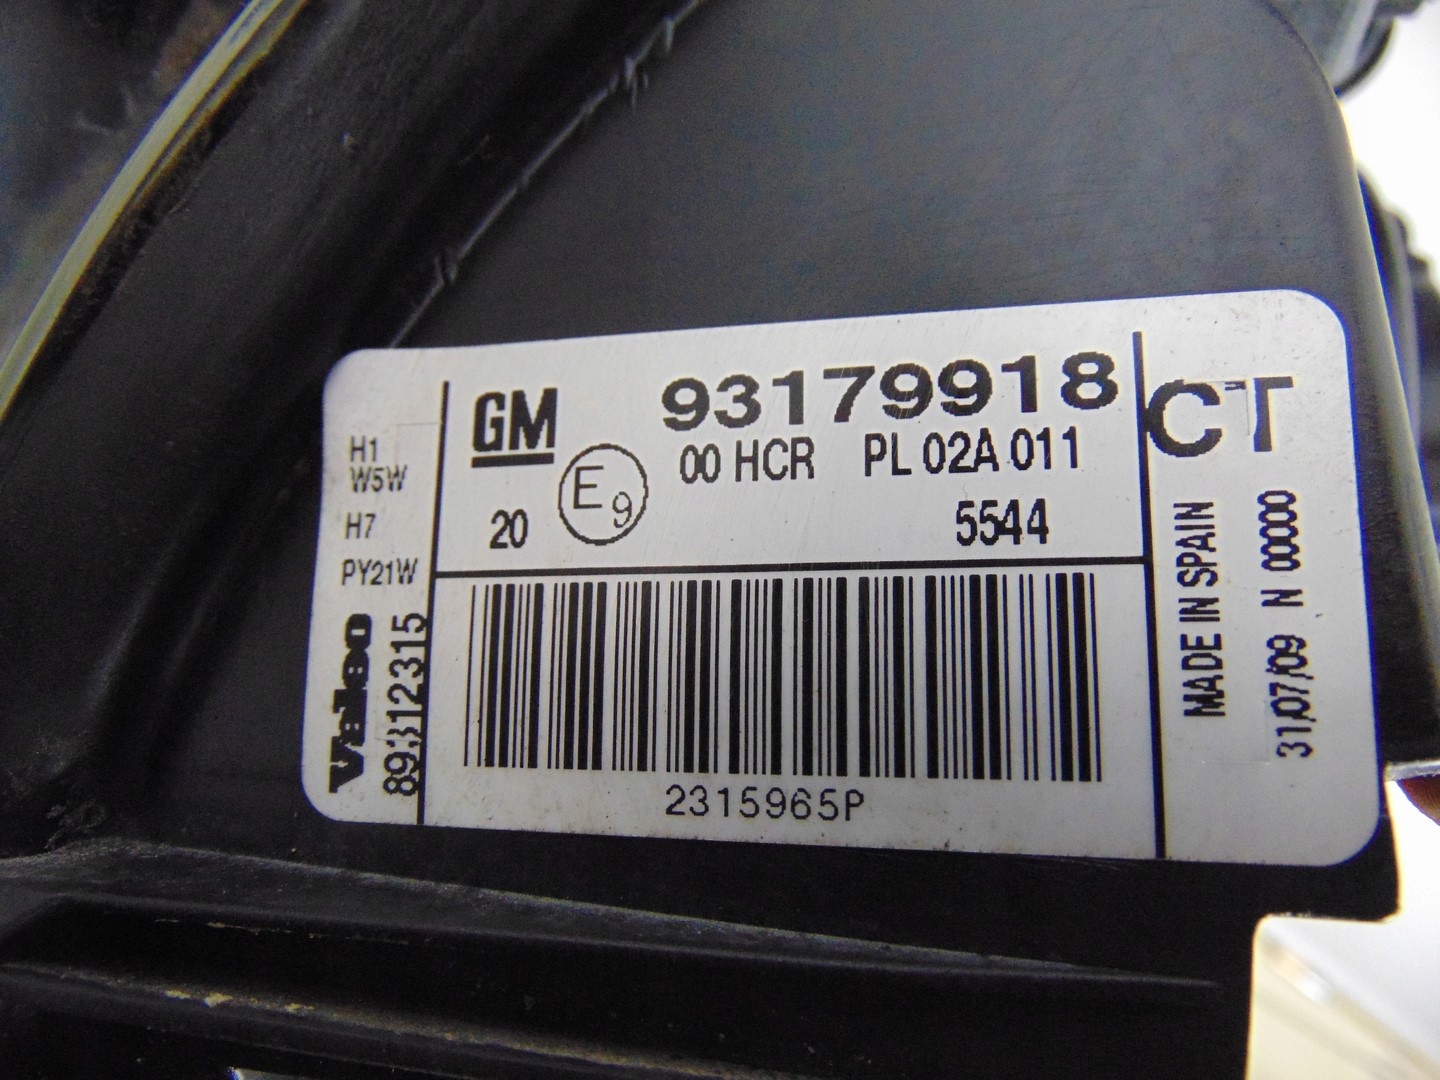 H1
W5W
H7
PY21W
Valeo
89312315
GM 93179918
00 HCR PL 02A 011
20 E9 5544
2315965P
CT
MADE IN SPAIN
31/07/09 N 00000